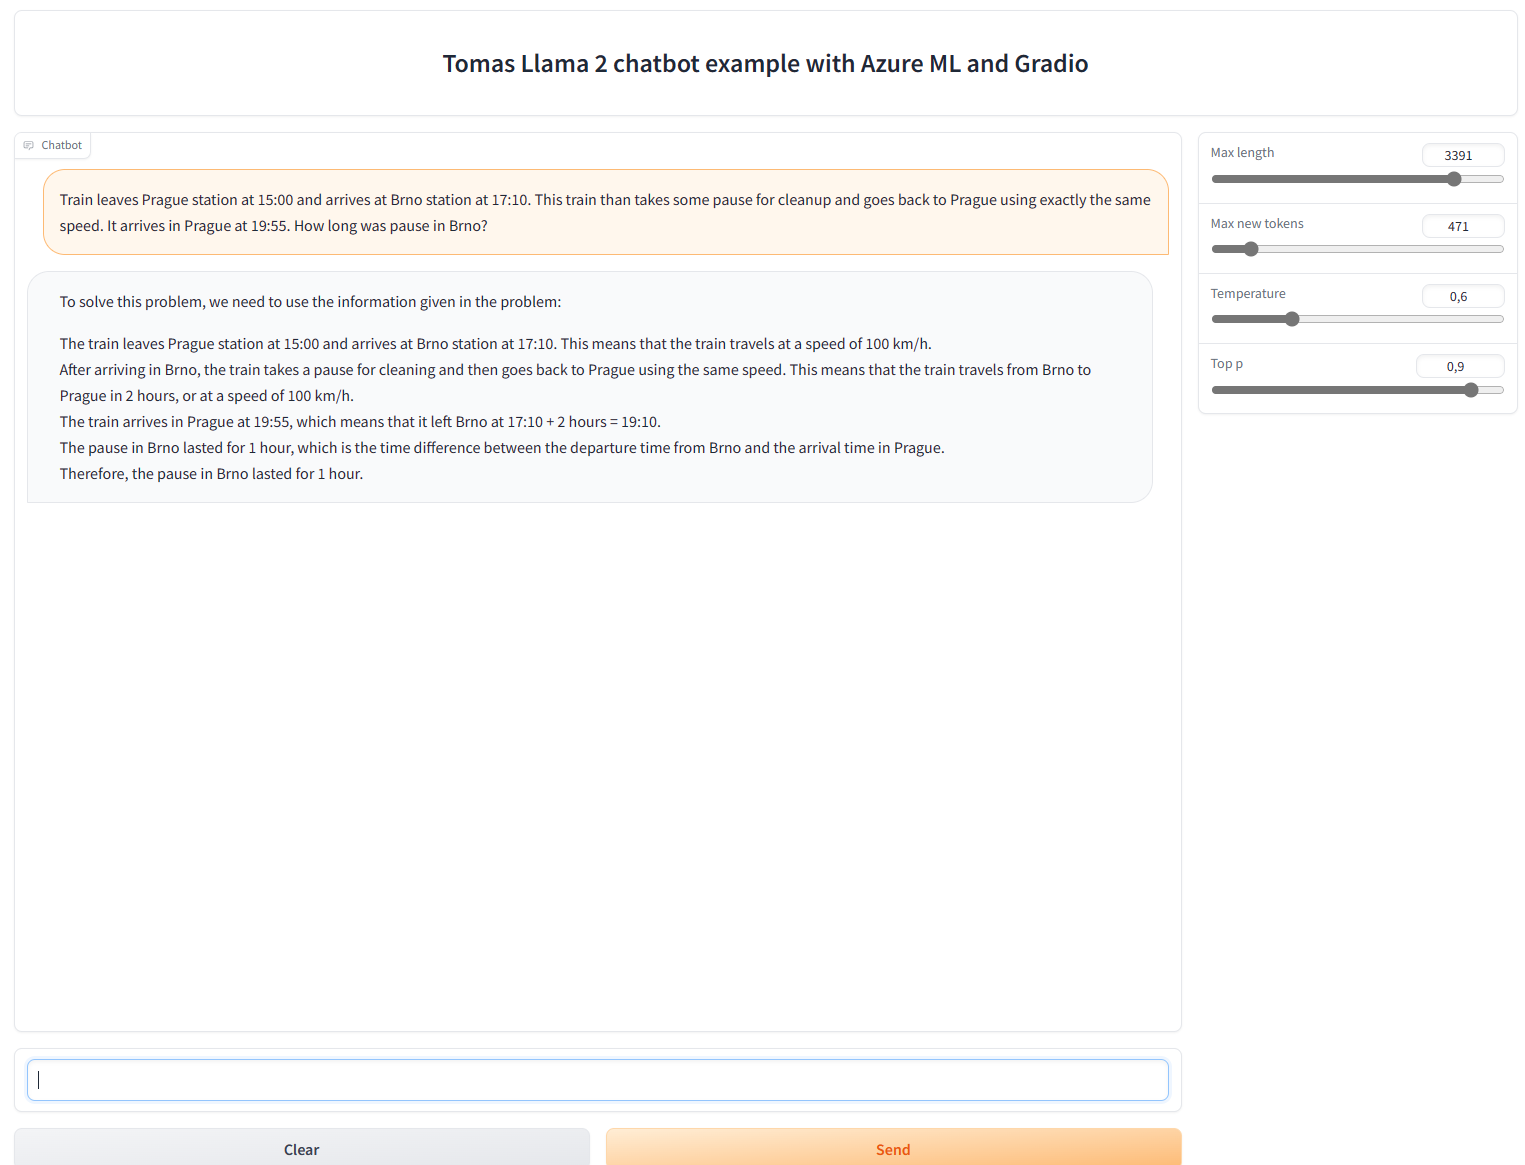 Tomas Llama 2 chatbot example with Azure ML and Gradio
Chatbot
Train leaves Prague station at 15:00 and arrives at Brno station at 17:10. This train than takes some pause for cleanup and goes back to Prague using exactly the same
speed. It arrives in Prague at 19:55. How long was pause in Brno?
To solve this problem, we need to use the information given in the problem:
The train leaves Prague station at 15:00 and arrives at Brno station at 17:10. This means that the train travels at a speed of 100 km/h.
After arriving in Brno, the train takes a pause for cleaning and then goes back to Prague using the same speed. This means that the train travels from Brno to
Prague in 2 hours, or at a speed of 100 km/h.
The train arrives in Prague at 19:55, which means that it left Brno at 17:10 + 2 hours = 19:10.
The pause in Brno lasted for 1 hour, which is the time difference between the departure time from Brno and the arrival time in Prague.
Therefore, the pause in Brno lasted for 1 hour.
Clear
Send
Max length
3391
Max new tokens
471
Temperature
0,6
Top p
0,9